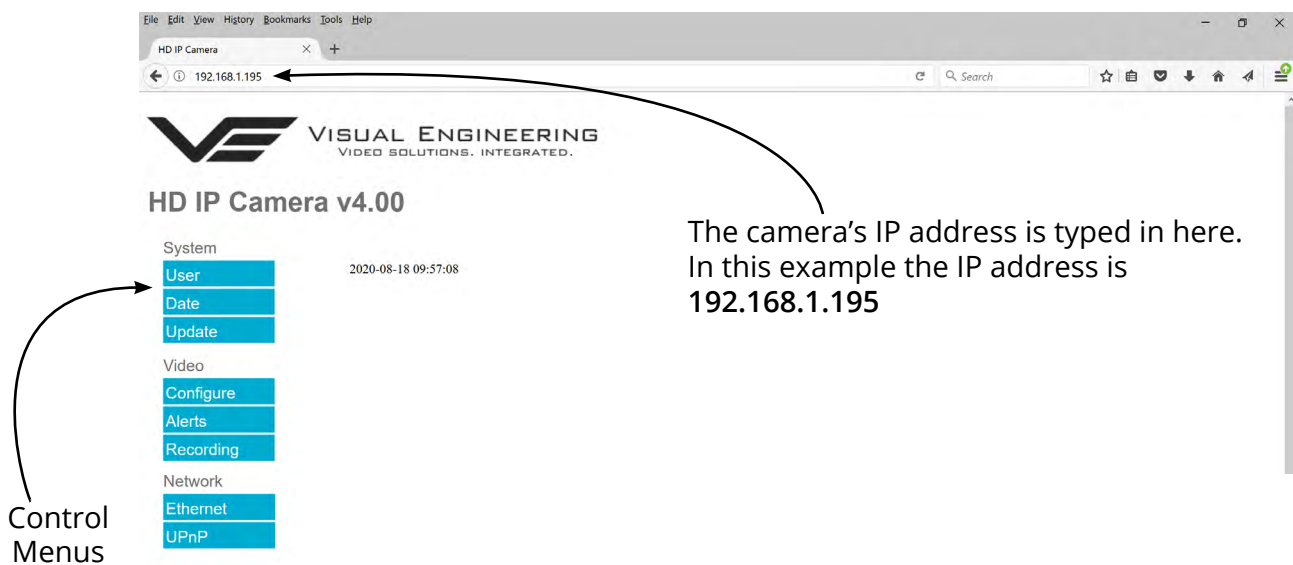 File Edit View History Bookmarks Tools Help
HD IP Camera
192.168.1.195
Search
VISUAL ENGINEERING
VIDEO SOLUTIONS. INTEGRATED.
HD IP Camera v4.00
The camera’s IP address is typed in here.
In this example the IP address is
192.168.1.195
System
User
2020-08-18 09:57:08
Date
Update
Video
Configure
Alerts
Recording
Network
Ethernet
UPnP
Control
Menus